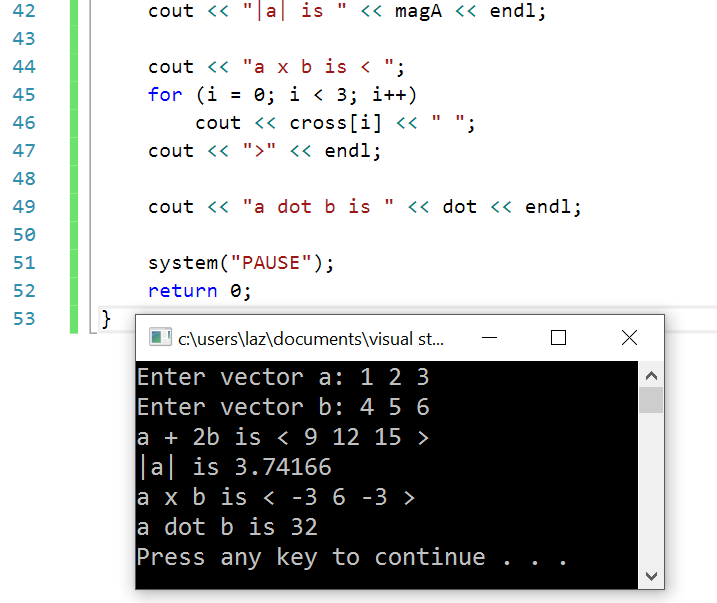 42 cout << "|a| is " << magA << endl;
43
44 cout << "a x b is < ";
45 for (i = 0; i < 3; i++)
46 cout << cross[i] << " ";
47 cout << ">" << endl;
48
49 cout << "a dot b is " << dot << endl;
50
51 system("PAUSE");
52 return 0;
53 }
c:\users\laz\documents\visual st...
Enter vector a: 1 2 3
Enter vector b: 4 5 6
a + 2b is < 9 12 15 >
|a| is 3.74166
a x b is < -3 6 -3 >
a dot b is 32
Press any key to continue . . .